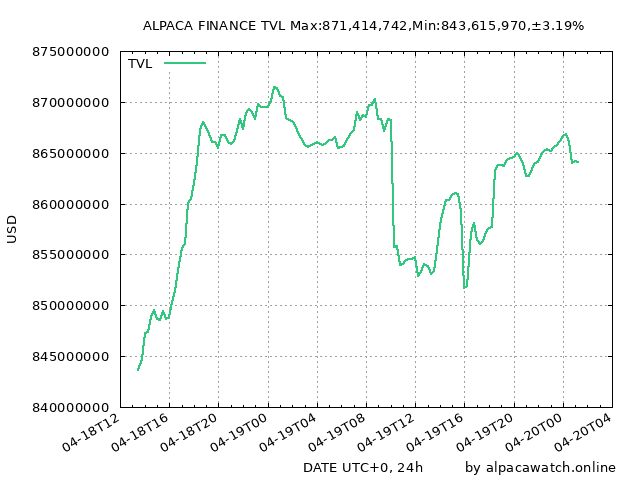 ALPACA FINANCE TVL Max:871,414,742,Min:843,615,970,±3.19%
875000000
TVL
870000000
865000000
860000000
USD
855000000
850000000
845000000
840000000
04-18T12
04-18T16
04-18T20
04-19T00
04-19T04
04-19T08
04-19T12
04-19T16
04-19T20
04-20T00
04-20T04
DATE UTC+0, 24h
by alpacawatch.online